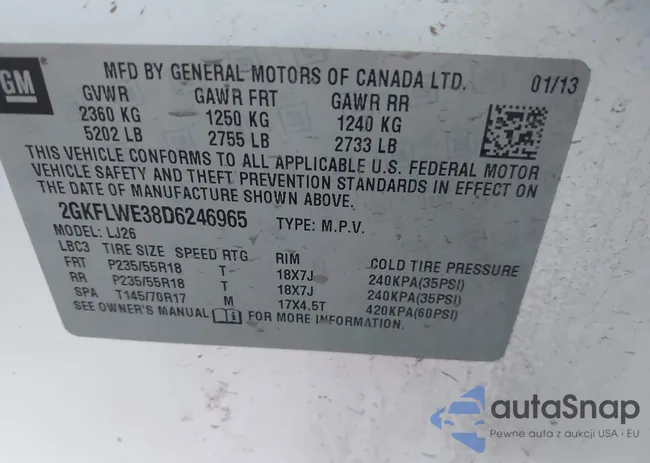 GM ®
MFD BY GENERAL MOTORS OF CANADA LTD. 01/13
GVWR GAWR FRT GAWR RR
2360 KG 1250 KG 1240 KG
5202 LB 2755 LB 2733 LB
THIS VEHICLE CONFORMS TO ALL APPLICABLE U.S. FEDERAL MOTOR
VEHICLE SAFETY AND THEFT PREVENTION STANDARDS IN EFFECT ON
THE DATE OF MANUFACTURE SHOWN ABOVE.
2GKFLWE38D6246965 TYPE: M.P.V.
MODEL: LJ26
LBC3 TIRE SIZE SPEED RTG RIM COLD TIRE PRESSURE
FRT P235/55R18 T 18X7J 240KPA(35PSI)
RR P235/55R18 T 18X7J 240KPA(35PSI)
SPA T145/70R17 M 17X4.5T 420KPA(60PSI)
SEE OWNER'S MANUAL FOR MORE INFORMATION.
autoSnap
Pewne auta z aukcji USA i EU